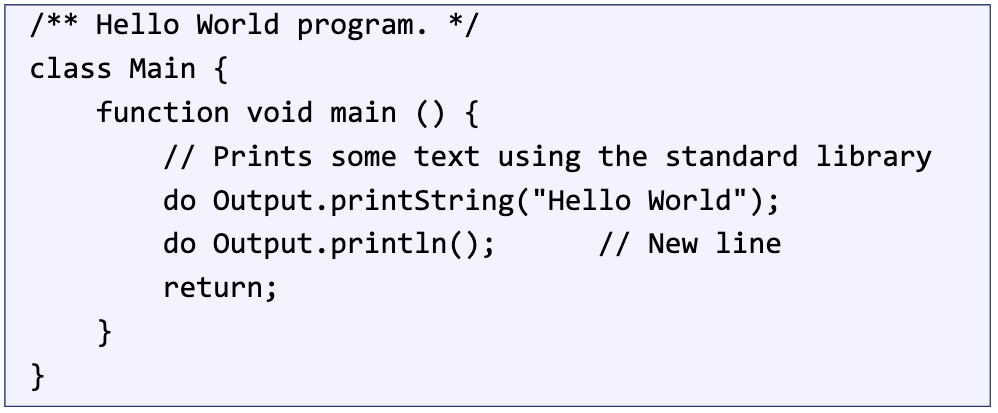 /** Hello World program. */
class Main {
    function void main () {
        // Prints some text using the standard library
        do Output.printString("Hello World");
        do Output.println();      // New line
        return;
    }
}